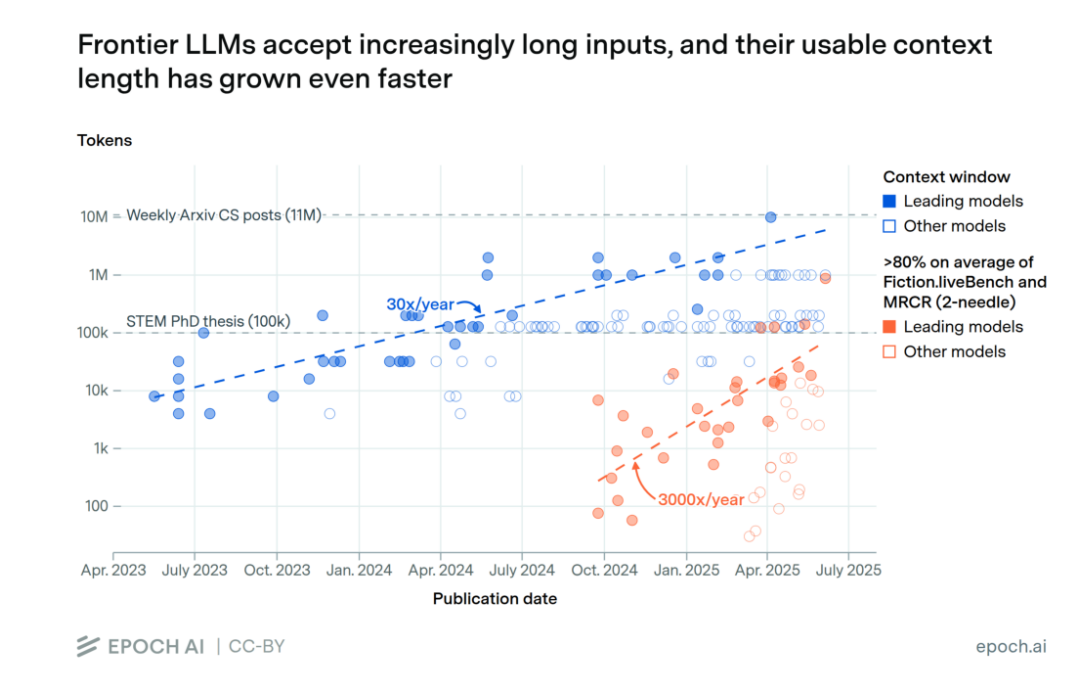 Frontier LLMs accept increasingly long inputs, and their usable context
length has grown even faster
Tokens
Context window
Leading models
Other models
>80% on average of
Fiction.liveBench and
MRCR (2-needle)
Leading models
Other models
10M
Weekly Arxiv CS posts (11M)
1M
30x/year
STEM PhD thesis (100k)
100k
10k
1k
3000x/year
100
Apr. 2023 July 2023 Oct. 2023 Jan. 2024 Apr. 2024 July 2024 Oct. 2024 Jan. 2025 Apr. 2025 July 2025
Publication date
EPOCH AI | CC-BY
epoch.ai